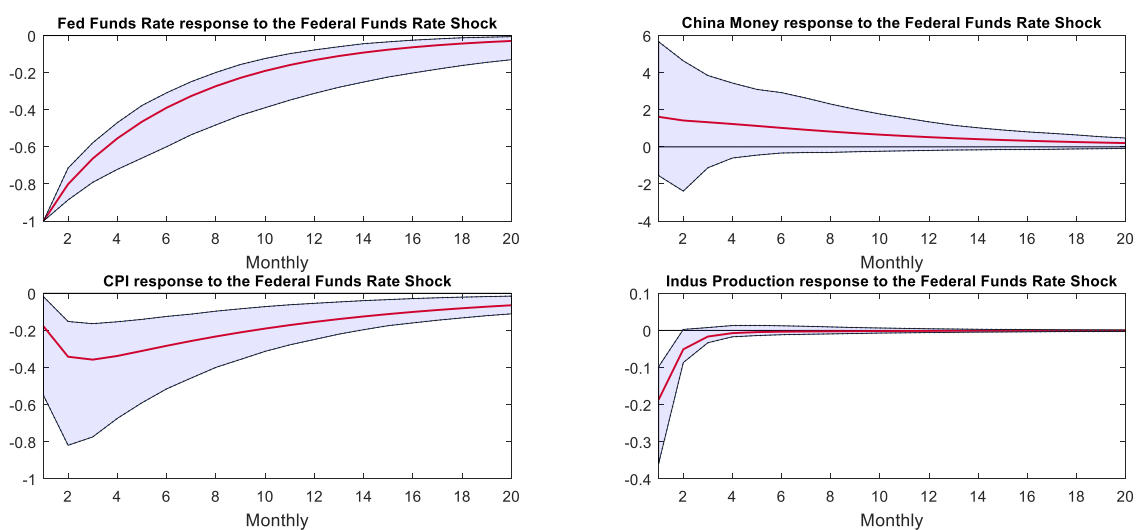 Fed Funds Rate response to the Federal Funds Rate Shock
0
-0.2
-0.4
-0.6
-0.8
-1
2 4 6 8 10 12 14 16 18 20
Monthly
China Money response to the Federal Funds Rate Shock
6
4
2
0
-2
-4
2 4 6 8 10 12 14 16 18 20
Monthly
CPI response to the Federal Funds Rate Shock
0
-0.2
-0.4
-0.6
-0.8
-1
2 4 6 8 10 12 14 16 18 20
Monthly
Indus Production response to the Federal Funds Rate Shock
0.1
0
-0.1
-0.2
-0.3
-0.4
2 4 6 8 10 12 14 16 18 20
Monthly